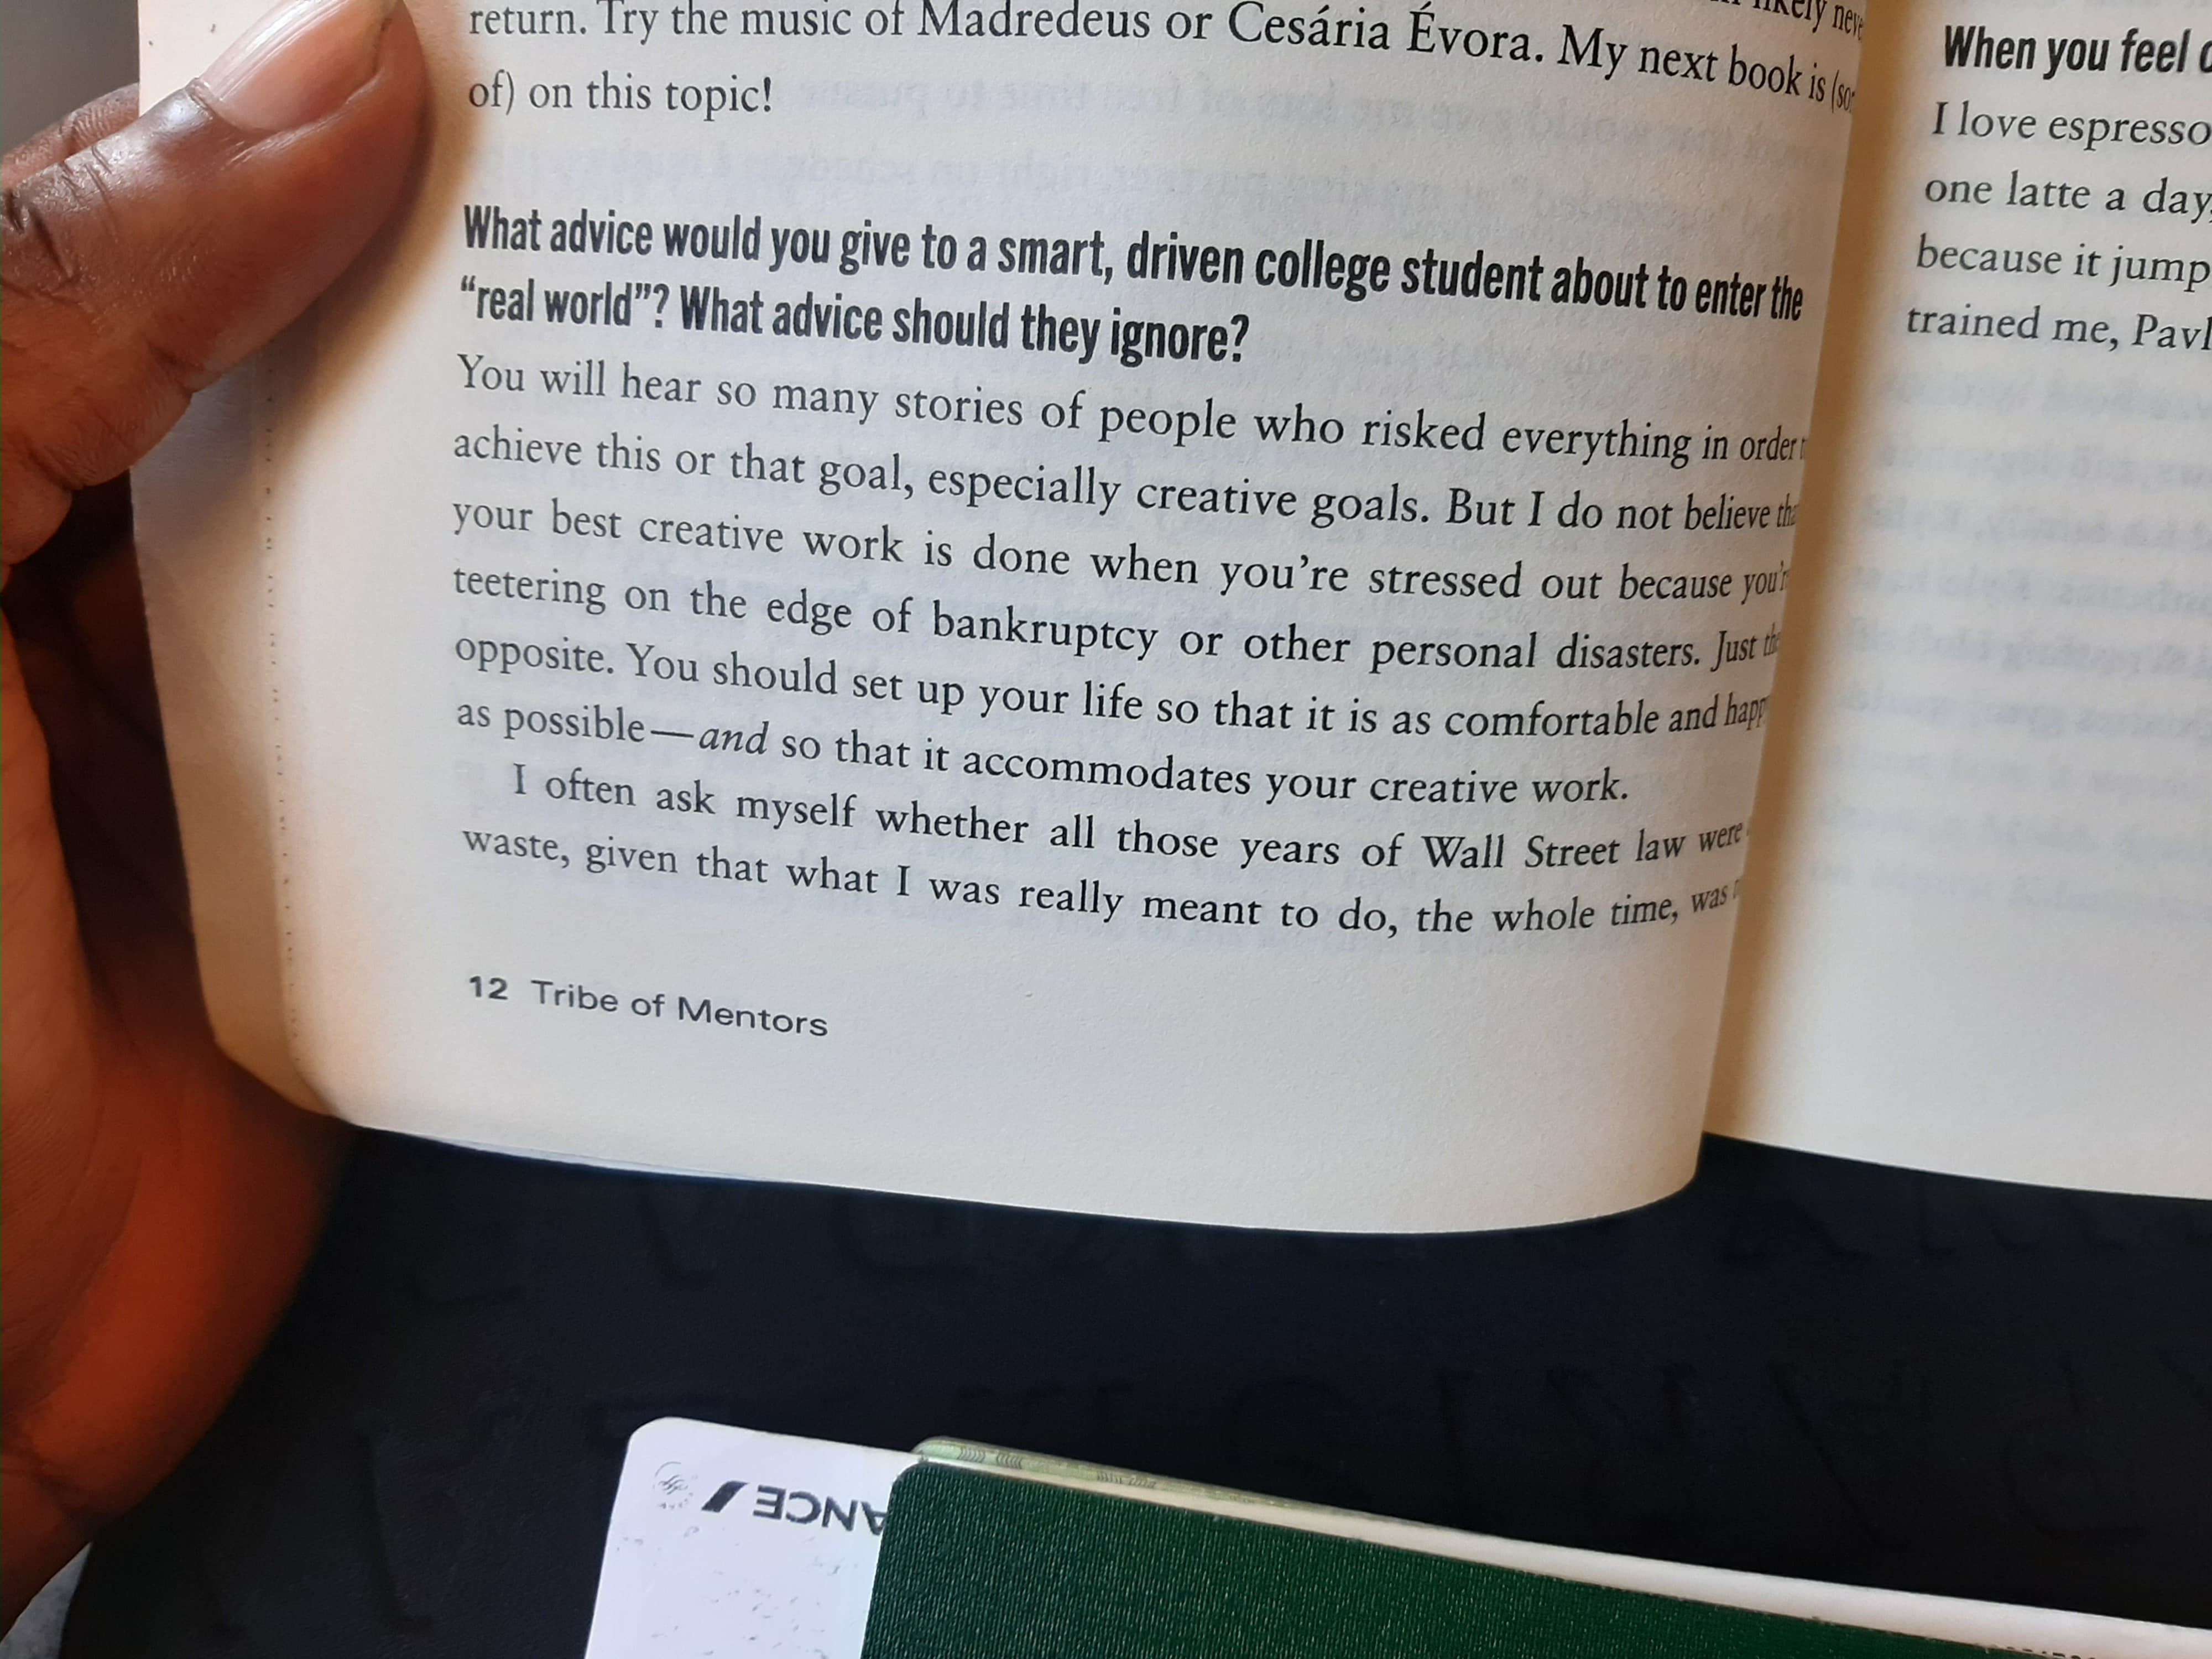 likely
return. Try the music of Madredeus or Cesária Évora. My next book is
of) on this topic!
What advice would you give to a smart, driven college student about to enter the
“real world”? What advice should they ignore?
You will hear so many stories of people who risked everything in order
achieve this or that goal, especially creative goals. But I do not believe
your best creative work is done when you’re stressed out because
teetering on the edge of bankruptcy or other personal disasters. Just
opposite. You should set up your life so that it is as comfortable and
as possible—and so that it accommodates your creative work.
I often ask myself whether all those years of Wall Street law were
waste, given that what I was really meant to do, the whole time, was
12 Tribe of Mentors
When you feel
I love espresso
one latte a day
because it jump
trained me,
ANCE